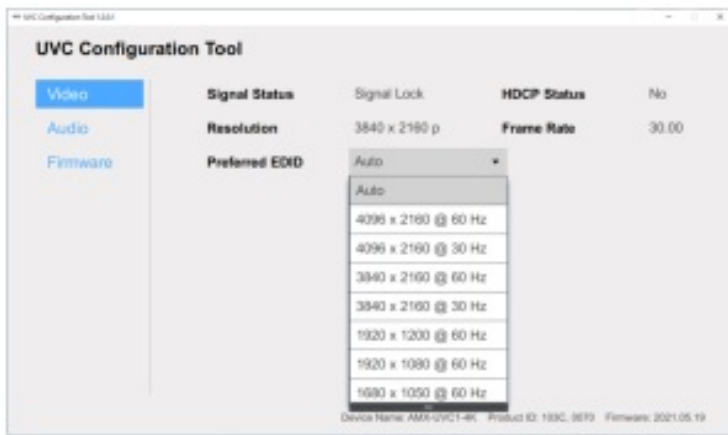 UVC Configuration Tool
UVC Configuration Tool
Video
Signal Status Signal Lock HDCP Status No
Audio
Resolution 3840 x 2160 p Frame Rate 30.00
Firmware
Preferred EDID Auto
Auto
4096 x 2160 @ 60 Hz
4096 x 2160 @ 30 Hz
3840 x 2160 @ 60 Hz
3840 x 2160 @ 30 Hz
1920 x 1200 @ 60 Hz
1920 x 1080 @ 60 Hz
1680 x 1050 @ 60 Hz
Device Name: AMX-UVC1-4K Product ID: 103C, 0070 Firmware: 2021.05.19